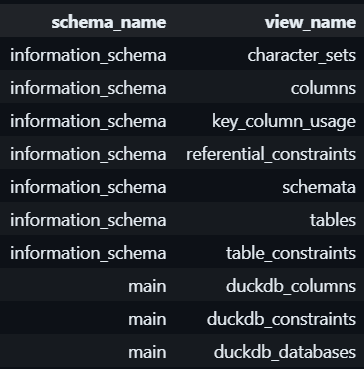 schema_name view_name
information_schema character_sets
information_schema columns
information_schema key_column_usage
information_schema referential_constraints
information_schema schemata
information_schema tables
information_schema table_constraints
main duckdb_columns
main duckdb_constraints
main duckdb_databases